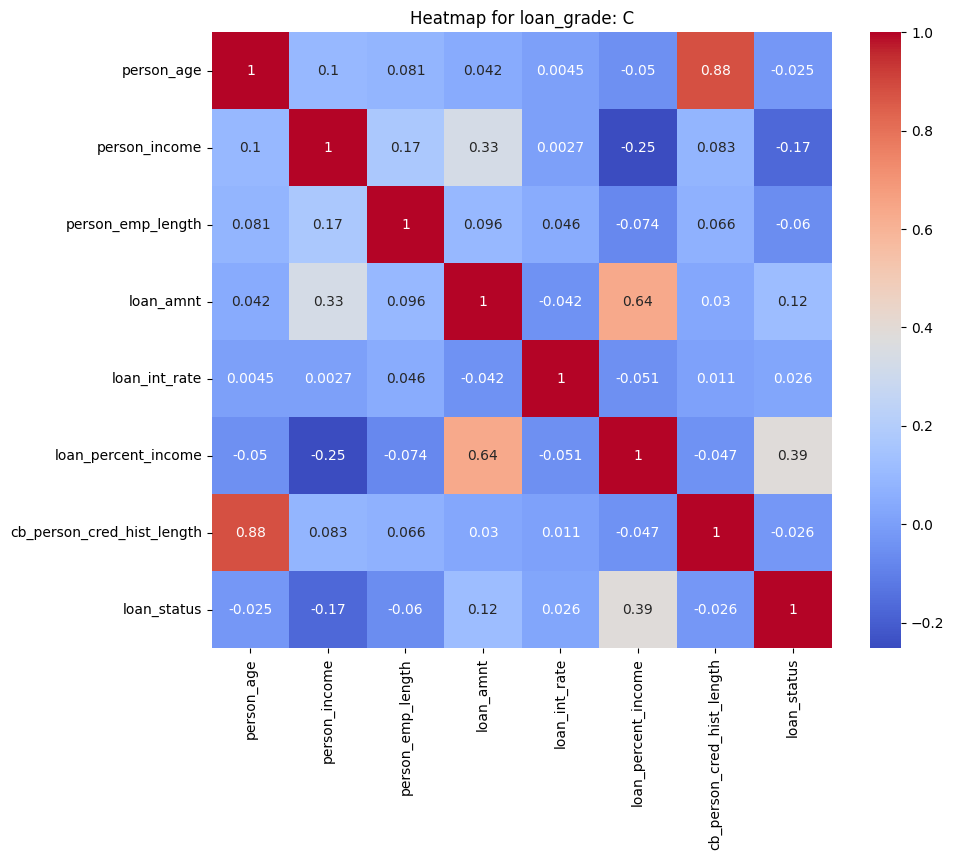 Heatmap for loan_grade: C
person_age 1 0.1 0.081 0.042 0.0045 -0.05 0.88 -0.025
person_income 0.1 1 0.17 0.33 0.0027 -0.25 0.083 -0.17
person_emp_length 0.081 0.17 1 0.096 0.046 -0.074 0.066 -0.06
loan_amnt 0.042 0.33 0.096 1 -0.042 0.64 0.03 0.12
loan_int_rate 0.0045 0.0027 0.046 -0.042 1 -0.051 0.011 0.026
loan_percent_income -0.05 -0.25 -0.074 0.64 -0.051 1 -0.047 0.39
cb_person_cred_hist_length 0.88 0.083 0.066 0.03 0.011 -0.047 1 -0.026
loan_status -0.025 -0.17 -0.06 0.12 0.026 0.39 -0.026 1
person_age
person_income
person_emp_length
loan_amnt
loan_int_rate
loan_percent_income
cb_person_cred_hist_length
loan_status
1.0
0.8
0.6
0.4
0.2
0.0
−0.2